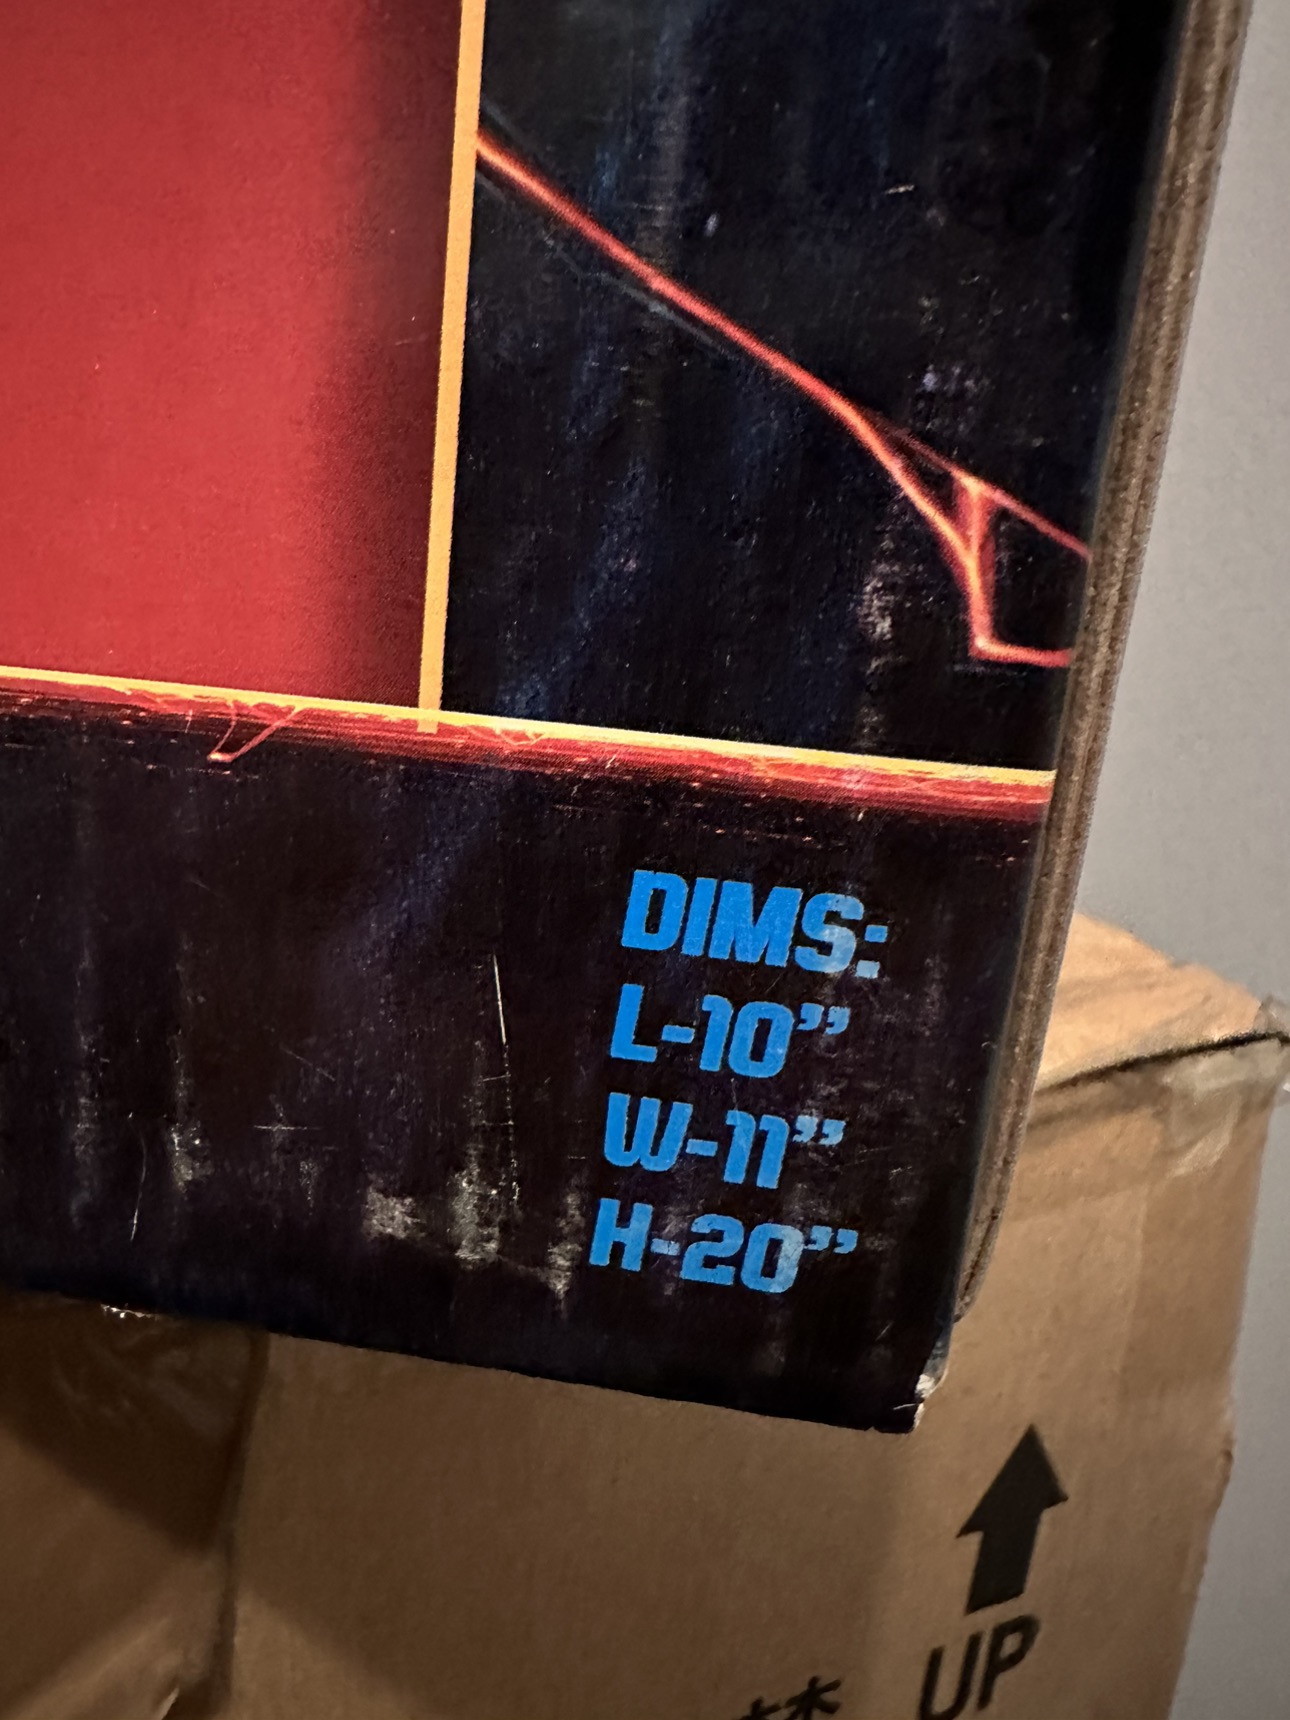 DIMS:
L-10”
W-11”
H-20”
UP